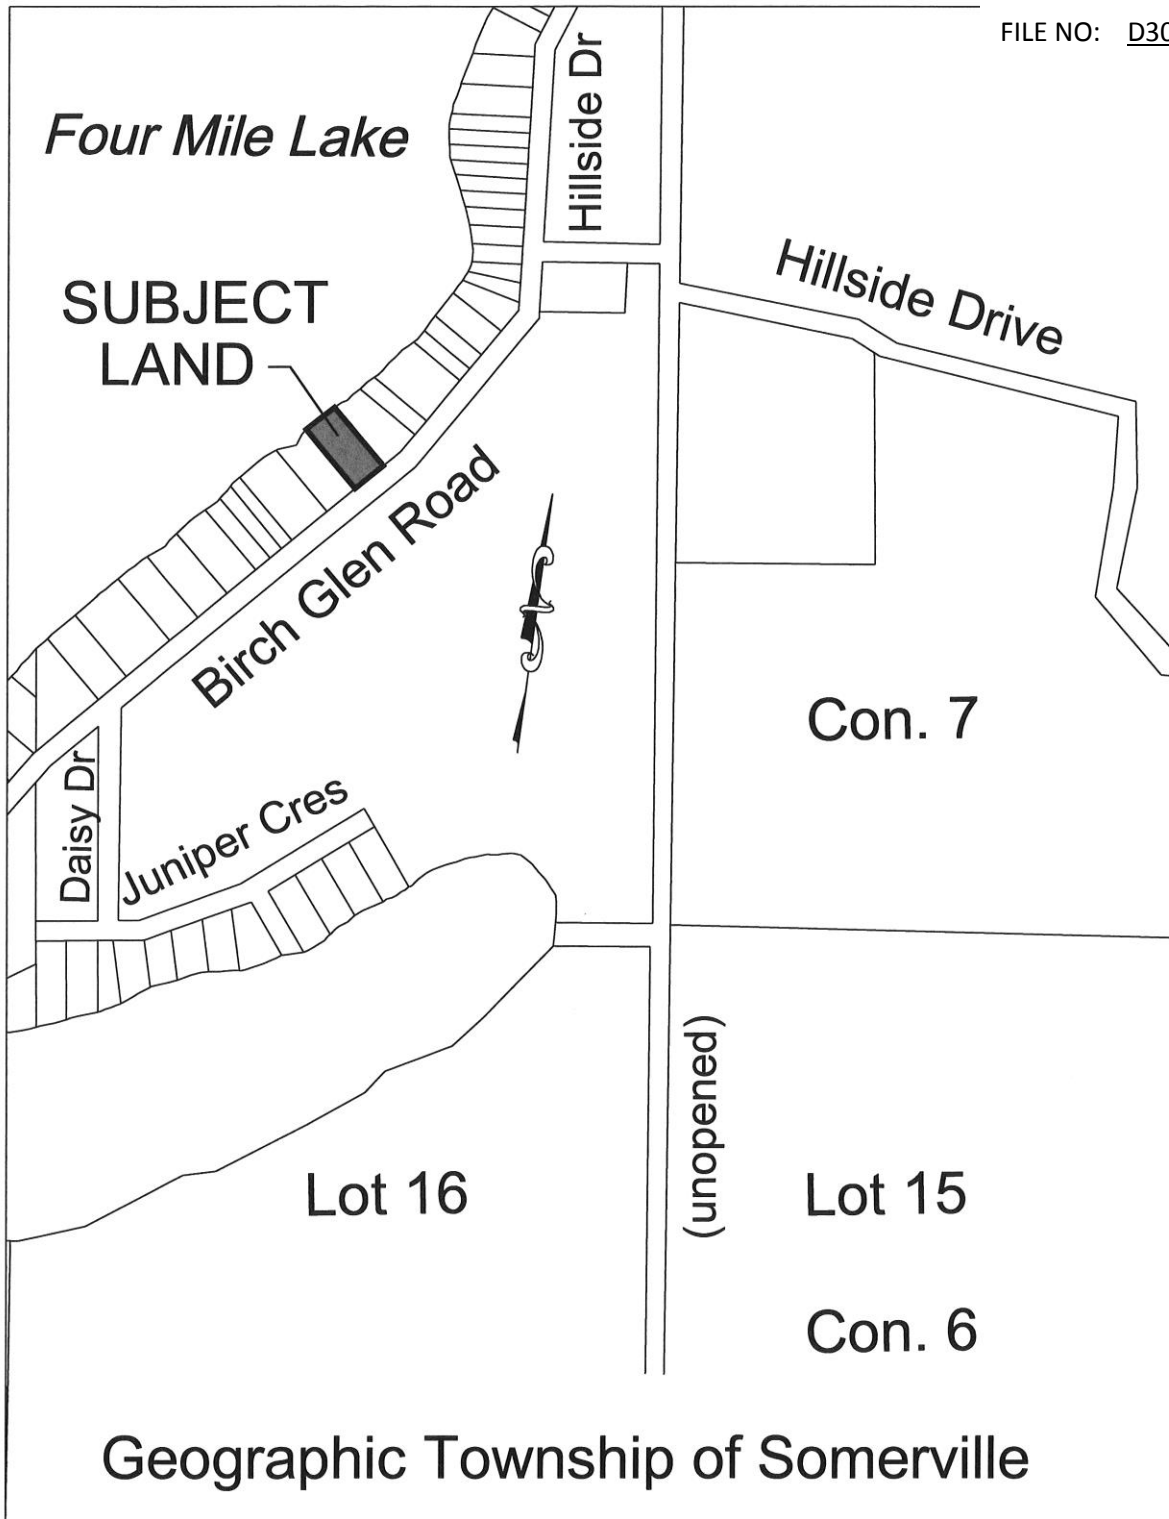 FILE NO: D30
Four Mile Lake
Hillside Dr
SUBJECT
LAND
Hillside Drive
Birch Glen Road
Con. 7
Daisy Dr
Juniper Cres
(unopened)
Lot 16
Lot 15
Con. 6
Geographic Township of Somerville